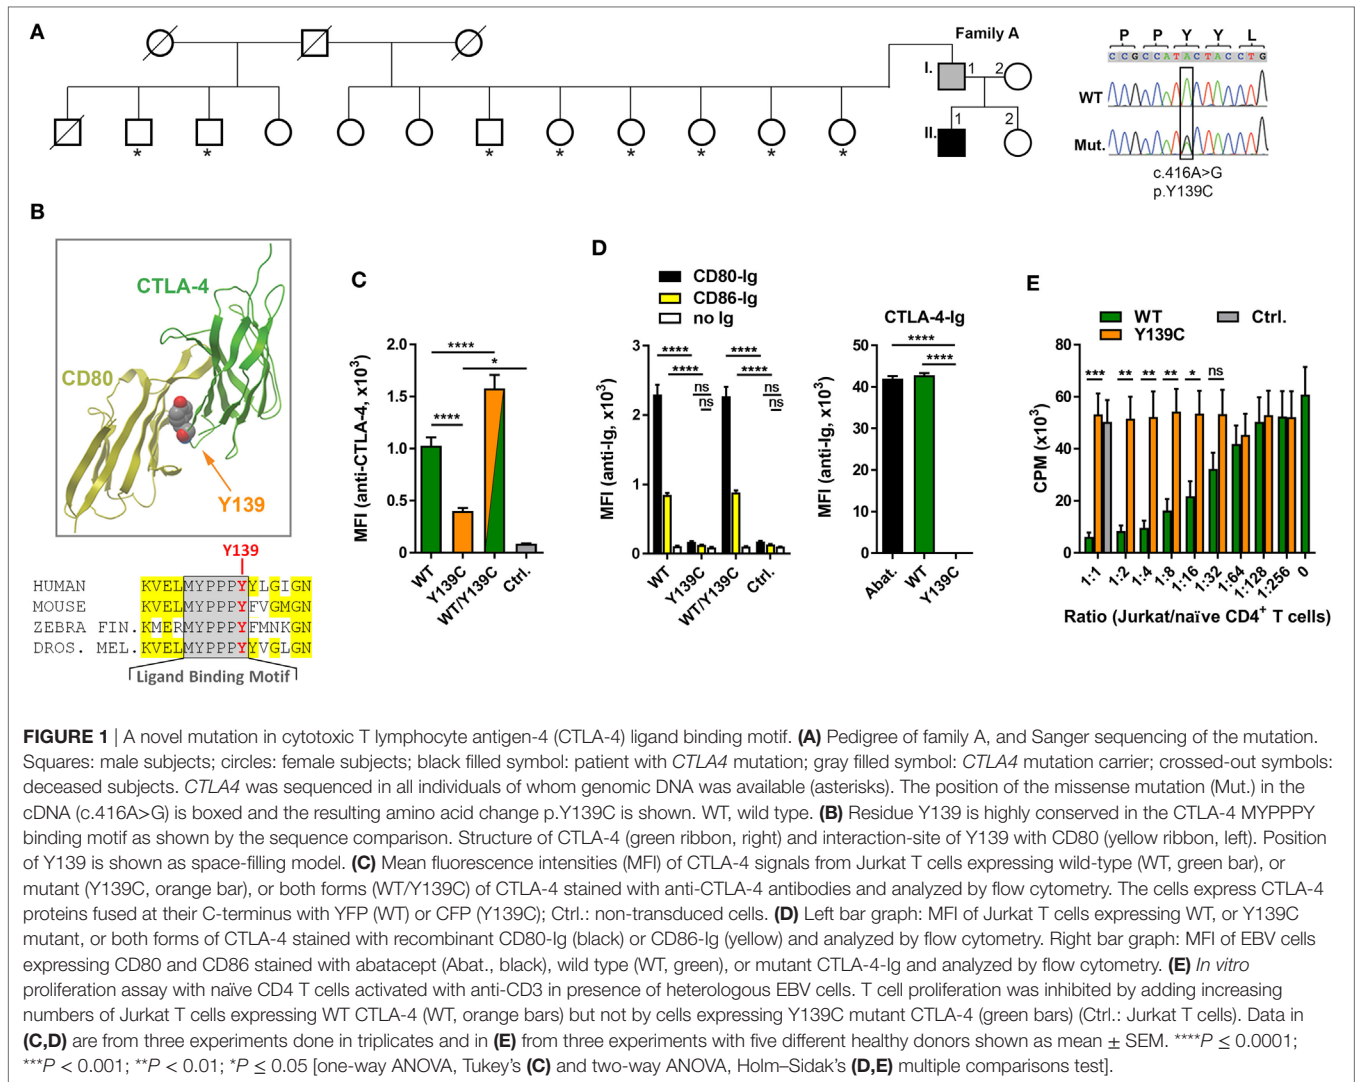 A
Family A
I.
1
2
II.
1
2
P P Y Y L
C C G C C A T A C T A C C T G
WT
Mut.
c.416A>G
p.Y139C
B
CTLA-4
CD80
Y139
Y139
HUMAN KVELMYPPPYYLGIGN
MOUSE KVELMYPPPYFVGMGN
ZEBRA FIN. KMERMYPPPYFMNKGN
DROS. MEL. KVELMYPPPYYVGLGN
Ligand Binding Motif
C
MFI (anti-CTLA-4, x10³)
2.0
1.5
1.0
0.5
0
****
*
****
WT
Y139C
WT/Y139C
Ctrl.
D
CD80-Ig
CD86-Ig
no Ig
MFI (anti-Ig, x10³)
3
2
1
0
**** ****
**** ****
ns ns
ns ns
WT
Y139C
WT/Y139C
Ctrl.
CTLA-4-Ig
MFI (anti-Ig, x10³)
50
40
30
20
10
0
****
****
Abat.
WT
Y139C
E
WT
Y139C
Ctrl.
CPM (x10³)
80
60
40
20
0
*** ** ** ** * ns
1:1
1:2
1:4
1:8
1:16
1:32
1:64
1:128
1:256
0
Ratio (Jurkat/naïve CD4⁺ T cells)
FIGURE 1 | A novel mutation in cytotoxic T lymphocyte antigen-4 (CTLA-4) ligand binding motif. (A) Pedigree of family A, and Sanger sequencing of the mutation.
Squares: male subjects; circles: female subjects; black filled symbol: patient with CTLA4 mutation; gray filled symbol: CTLA4 mutation carrier; crossed-out symbols:
deceased subjects. CTLA4 was sequenced in all individuals of whom genomic DNA was available (asterisks). The position of the missense mutation (Mut.) in the
cDNA (c.416A>G) is boxed and the resulting amino acid change p.Y139C is shown. WT, wild type. (B) Residue Y139 is highly conserved in the CTLA-4 MYPPPY
binding motif as shown by the sequence comparison. Structure of CTLA-4 (green ribbon, right) and interaction-site of Y139 with CD80 (yellow ribbon, left). Position
of Y139 is shown as space-filling model. (C) Mean fluorescence intensities (MFI) of CTLA-4 signals from Jurkat T cells expressing wild-type (WT, green bar), or
mutant (Y139C, orange bar), or both forms (WT/Y139C) of CTLA-4 stained with anti-CTLA-4 antibodies and analyzed by flow cytometry. The cells express CTLA-4
proteins fused at their C-terminus with YFP (WT) or CFP (Y139C); Ctrl.: non-transduced cells. (D) Left bar graph: MFI of Jurkat T cells expressing WT, or Y139C
mutant, or both forms of CTLA-4 stained with recombinant CD80-Ig (black) or CD86-Ig (yellow) and analyzed by flow cytometry. Right bar graph: MFI of EBV cells
expressing CD80 and CD86 stained with abatacept (Abat., black), wild type (WT, green), or mutant CTLA-4-Ig and analyzed by flow cytometry. (E) In vitro
proliferation assay with naïve CD4 T cells activated with anti-CD3 in presence of heterologous EBV cells. T cell proliferation was inhibited by adding increasing
numbers of Jurkat T cells expressing WT CTLA-4 (WT, orange bars) but not by cells expressing Y139C mutant CTLA-4 (green bars) (Ctrl.: Jurkat T cells). Data in
(C,D) are from three experiments done in triplicates and in (E) from three experiments with five different healthy donors shown as mean ± SEM. ****P ≤ 0.0001;
***P < 0.001; **P < 0.01; *P ≤ 0.05 [one-way ANOVA, Tukey's (C) and two-way ANOVA, Holm–Sidak's (D,E) multiple comparisons test].